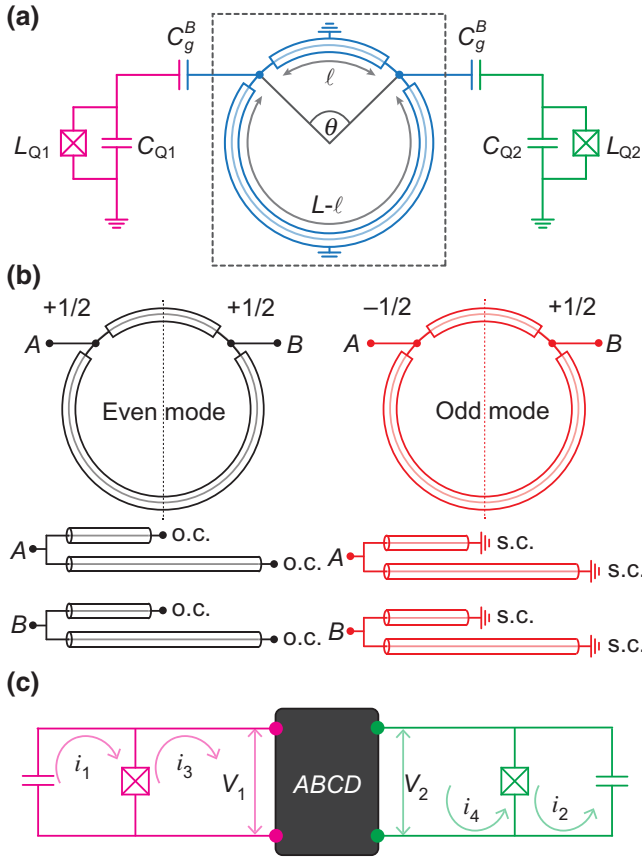 (a)
C_g^B
C_g^B
ℓ
θ
L_Q1
C_Q1
C_Q2
L_Q2
L-ℓ
(b)
+1/2
+1/2
−1/2
+1/2
A
B
A
B
Even mode
Odd mode
o.c.
s.c.
A
o.c.
A
s.c.
o.c.
s.c.
B
o.c.
B
s.c.
(c)
i_1
i_3
V_1
ABCD
V_2
i_4
i_2